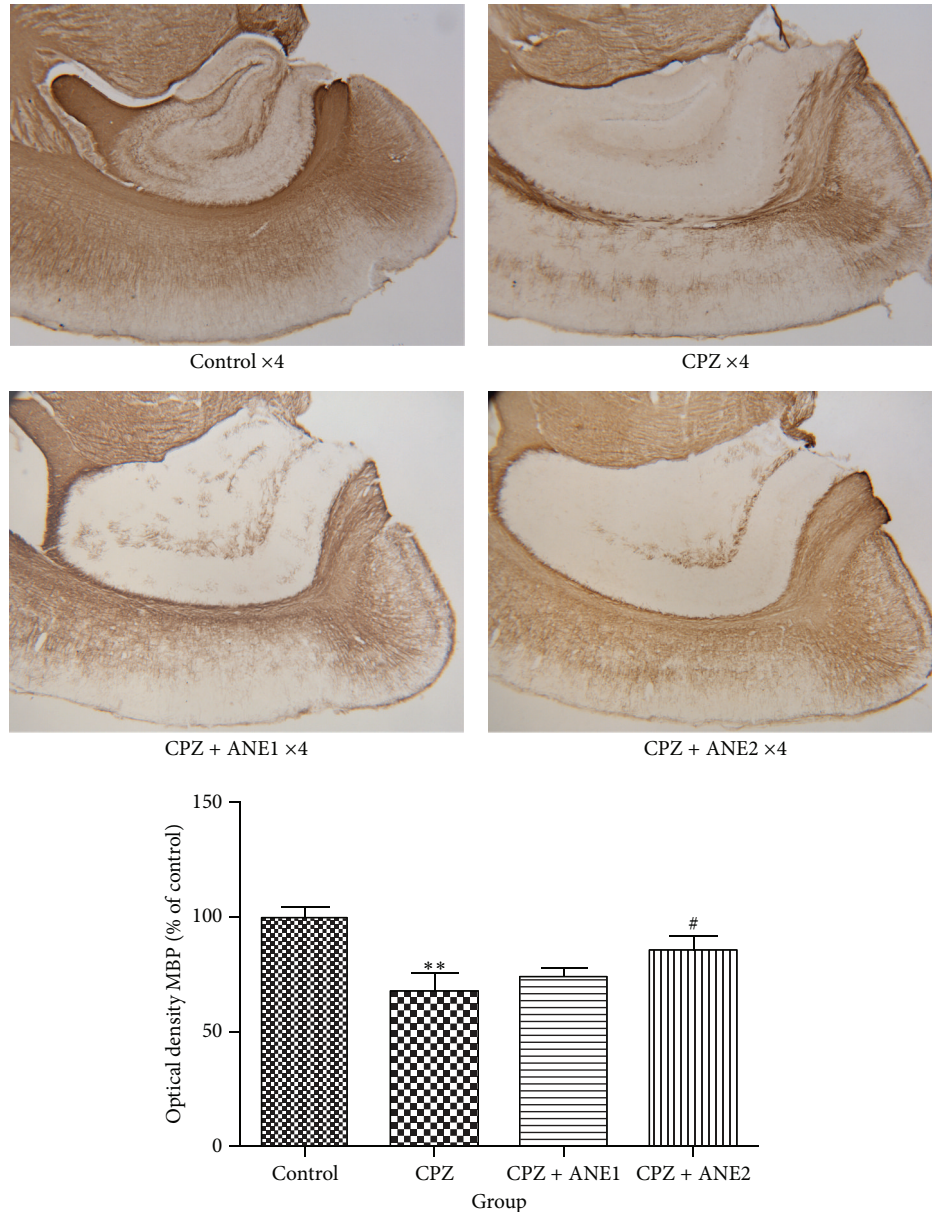 Control ×4
CPZ ×4
CPZ + ANE1 ×4
CPZ + ANE2 ×4
Optical density MBP (% of control)
150
100
50
0
**
#
Control
CPZ
CPZ + ANE1
CPZ + ANE2
Group